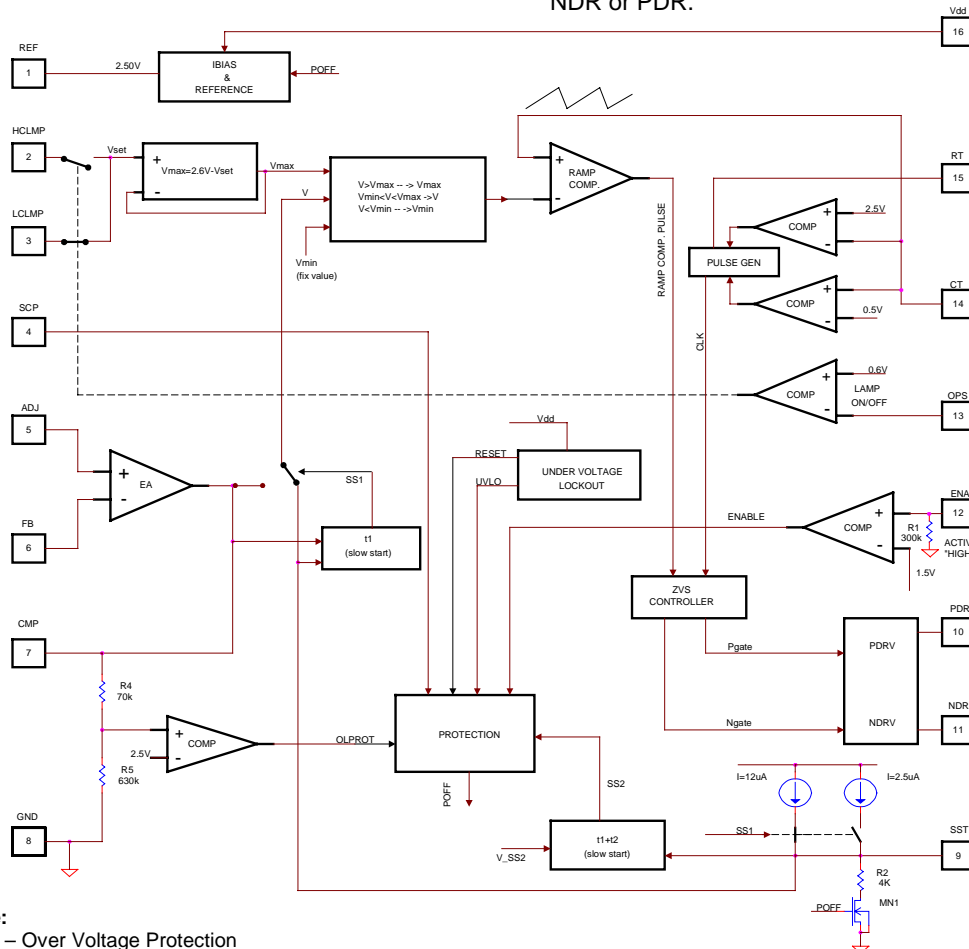 NDR or PDR.
Vdd
16
REF
1
2.50V
IBIAS
&
REFERENCE
POFF
HCLMP
2
Vset
+
-
Vmax=2.6V-Vset
Vmax
V
V>Vmax -- -> Vmax
Vmin<V<Vmax ->V
V<Vmin -- ->Vmin
Vmin
(fix value)
+
-
RAMP
COMP.
RT
15
LCLMP
3
COMP
+
-
2.5V
PULSE GEN
COMP
+
-
0.5V
CT
14
RAMP COMP. PULSE
CLK
SCP
4
COMP
+
-
0.6V
LAMP
ON/OFF
OPS
13
ADJ
5
+
-
EA
FB
6
SS1
t1
(slow start)
Vdd
RESET
UVLO
UNDER VOLTAGE
LOCKOUT
ENABLE
COMP
+
-
R1
300k
ENA
12
ACTIV
"HIGH
1.5V
ZVS
CONTROLLER
Pgate
Ngate
PDRV
NDRV
PDR
10
NDR
11
CMP
7
R4
70k
R5
630k
2.5V
+
-
COMP
OLPROT
PROTECTION
POFF
SS2
GND
8
V_SS2
t1+t2
(slow start)
I=12uA
I=2.5uA
SS1
SST
9
R2
4K
MN1
POFF
:
– Over Voltage Protection